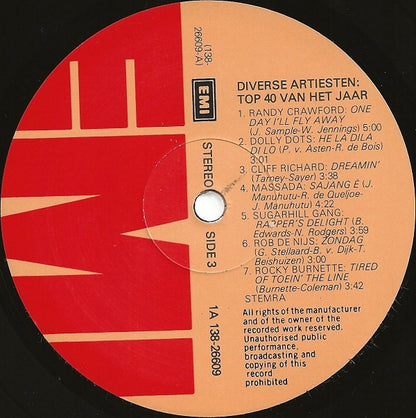 (138-
26609-A)
EMI
STEREO
SIDE 3
1A 138-26609
DIVERSE ARTIESTEN:
TOP 40 VAN HET JAAR
1. RANDY CRAWFORD: ONE
DAY I'LL FLY AWAY
(J. Sample-W. Jennings) 5:00
2. DOLLY DOTS: HE LA DILA
DI LO (P. v. Asten-R. de Bois)
3:01
3. CLIFF RICHARD: DREAMIN'
(Tarney-Sayer) 3:38
4. MASSADA: SAJANG É (J.
Manuhutu-R. de Queljoe-
J. Manuhutu) 4:22
5. SUGARHILL GANG:
RAPPER'S DELIGHT (B.
Edwards-N. Rodgers) 3:59
6. ROB DE NIJS: ZONDAG
(G. Stellaard-B. v. Dijk-T.
Beishuizen) 3:00
7. ROCKY BURNETTE: TIRED
OF TOEIN' THE LINE
(Burnette-Coleman) 3:42
STEMRA
All rights of the manufacturer
and of the owner of the
recorded work reserved.
Unauthorised public
performance,
broadcasting and
copying of this
record
prohibited